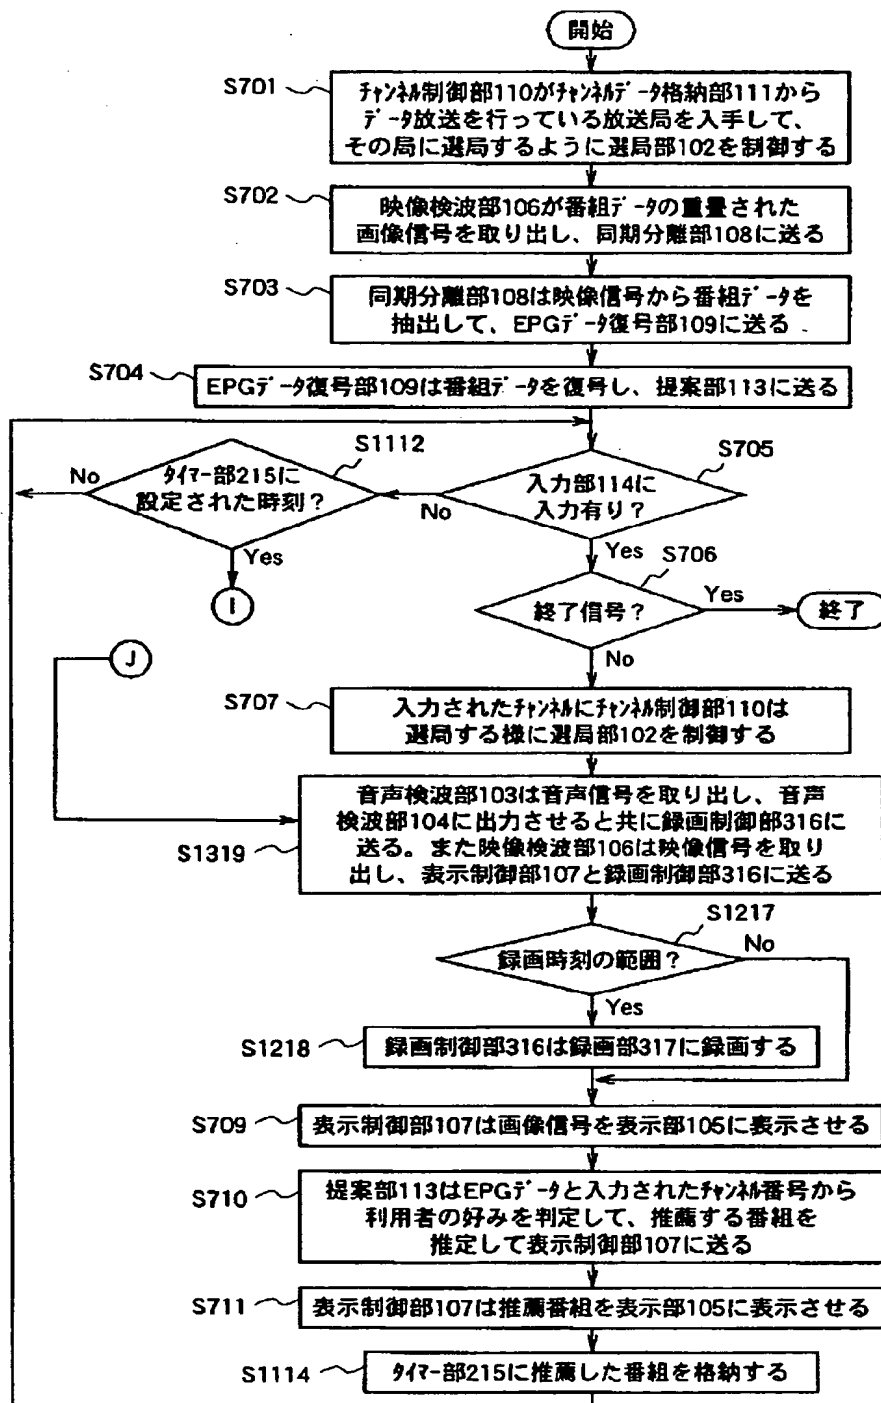 開始
S701
チャンネル制御部110がチャンネルデータ格納部111から
データ放送を行っている放送局を入手して、
その局に選局するように選局部102を制御する
S702
映像検波部106が番組データの重畳された
画像信号を取り出し、同期分離部108に送る
S703
同期分離部108は映像信号から番組データを
抽出して、EPGデータ復号部109に送る
S704
EPGデータ復号部109は番組データを復号し、提案部113に送る
S1112
タイマー部215に
設定された時刻？
No
Yes
I
S705
入力部114に
入力有り？
No
Yes
S706
終了信号？
Yes
終了
No
J
S707
入力されたチャンネルにチャンネル制御部110は
選局する様に選局部102を制御する
S1319
音声検波部103は音声信号を取り出し、音声
検波部104に出力させると共に録画制御部316に
送る。また映像検波部106は映像信号を取り
出し、表示制御部107と録画制御部316に送る
S1217
録画時刻の範囲？
No
Yes
S1218
録画制御部316は録画部317に録画する
S709
表示制御部107は画像信号を表示部105に表示させる
S710
提案部113はEPGデータと入力されたチャンネル番号から
利用者の好みを判定して、推薦する番組を
推定して表示制御部107に送る
S711
表示制御部107は推薦番組を表示部105に表示させる
S1114
タイマー部215に推薦した番組を格納する